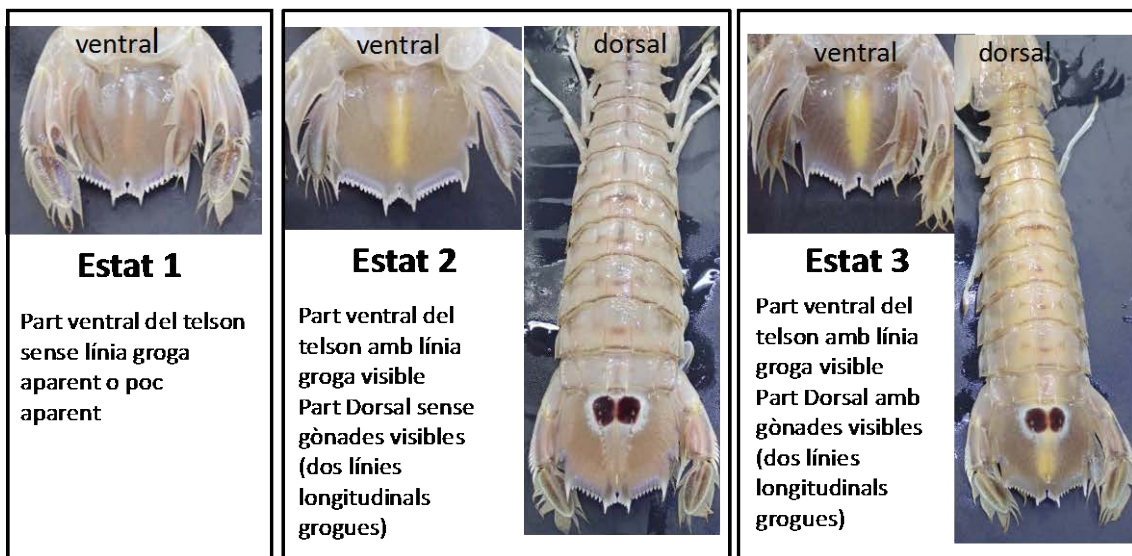 ventral
Estat 1
Part ventral del telson
sense línia groga
aparent o poc
aparent
ventral
dorsal
Estat 2
Part ventral del
telson amb línia
groga visible
Part Dorsal sense
gònades visibles
(dos línies
longitudinals
grogues)
ventral
dorsal
Estat 3
Part ventral del
telson amb línia
groga visible
Part Dorsal amb
gònades visibles
(dos línies
longitudinals
grogues)